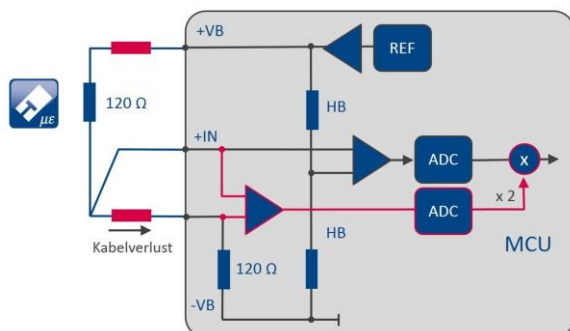 +VB
REF
120 Ω
με
HB
+IN
ADC
x
ADC
x 2
Kabelverlust
HB
MCU
120 Ω
-VB